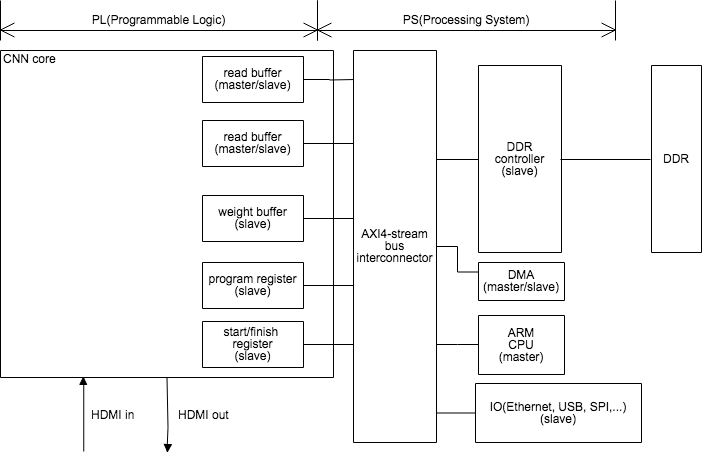 PL(Programmable Logic)
PS(Processing System)
CNN core
read buffer
(master/slave)
read buffer
(master/slave)
weight buffer
(slave)
program register
(slave)
start/finish
register
(slave)
AXI4-stream
bus
interconnector
DDR
controller
(slave)
DDR
DMA
(master/slave)
ARM
CPU
(master)
IO(Ethernet, USB, SPI,...)
(slave)
HDMI in
HDMI out